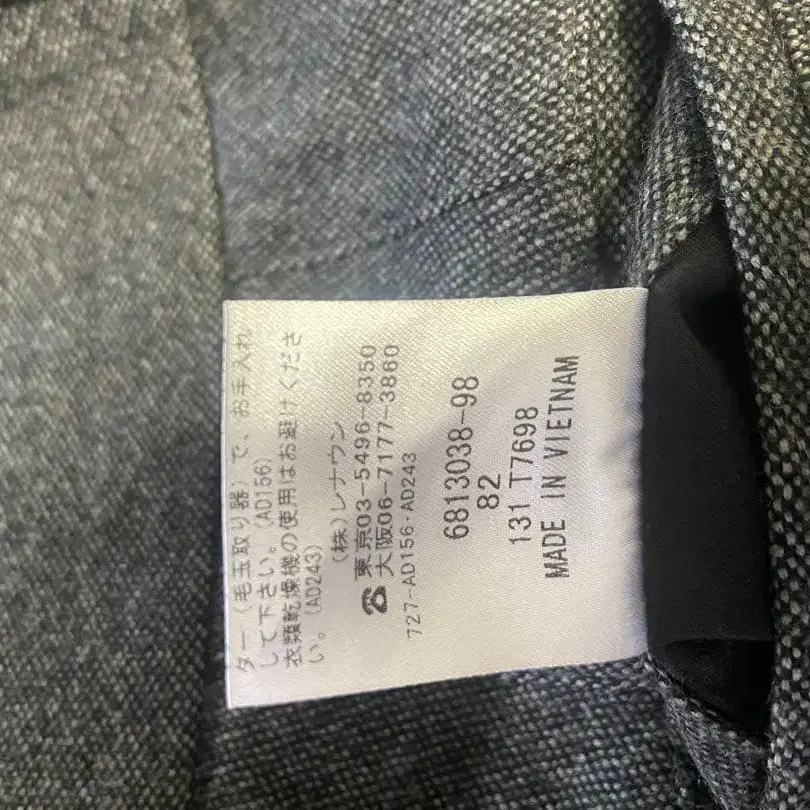 ター（毛玉取り器）で、お手入れ
して下さい。(AD156)
衣類乾燥機の使用はお避けくださ
い。(AD243)
(株)レナウン
☎東京03-5496-8350
大阪06-7177-3860
727-AD156・AD243
6813038-98
82
131 T7698
MADE IN VIETNAM